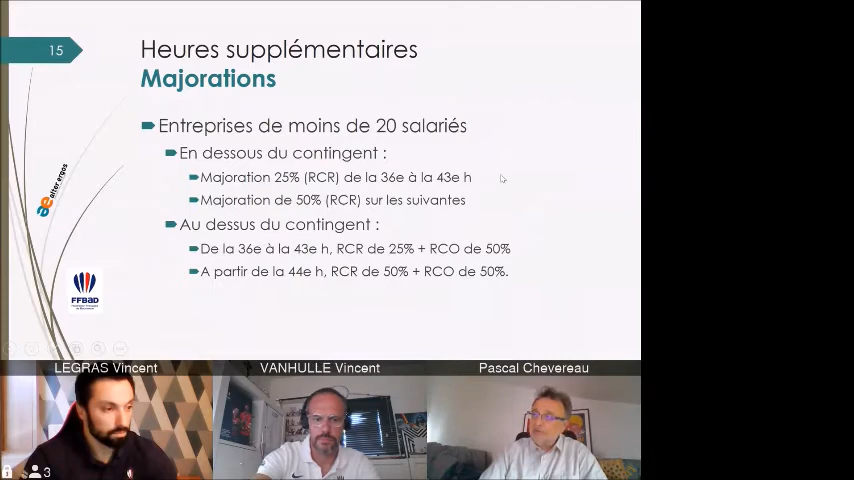 15
Heures supplémentaires
Majorations
Entreprises de moins de 20 salariés
En dessous du contingent :
Majoration 25% (RCR) de la 36e à la 43e h
Majoration de 50% (RCR) sur les suivantes
Au dessus du contingent :
De la 36e à la 43e h, RCR de 25% + RCO de 50%
A partir de la 44e h, RCR de 50% + RCO de 50%.
ae alter ergos
FFBaD
LEGRAS Vincent
VANHULLE Vincent
Pascal Chevereau
3